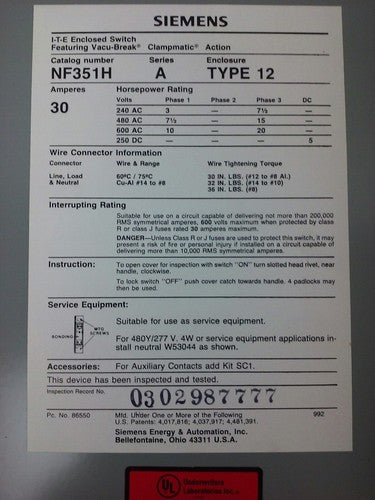 SIEMENS
I-T-E Enclosed Switch
Featuring Vacu-Break® Clampmatic® Action
Catalog number Series Enclosure
NF351H A TYPE 12
Amperes Horsepower Rating
30 Volts Phase 1 Phase 2 Phase 3 DC
240 AC 3 — 7½ —
480 AC 7½ — 15 —
600 AC 10 — 20 —
250 DC — — — 5
Wire Connector Information
Connector Wire & Range Wire Tightening Torque
Line, Load 60ºC / 75ºC 30 IN. LBS. (#12 to #8 Al.)
& Neutral Cu-Al #14 to #8 32 IN. LBS. (#14 to #10)
36 IN. LBS. (#8)
Interrupting Rating
Suitable for use on a circuit capable of delivering not more than 200,000
RMS symmetrical amperes, 600 volts maximum when protected by class
R or class J fuses rated 30 amperes maximum.
DANGER—Unless Class R or J fuses are used to protect this switch, it may
present a risk of fire or personal injury if installed on a circuit capable of
delivering more than 10,000 RMS symmetrical amperes.
Instruction: To open cover for inspection with switch "ON" turn slotted head rivet, near
handle, clockwise.
To lock switch "OFF" push cover catch towards handle. 4 padlocks may
then be used.
Service Equipment:
BONDING MTG. SCREWS
Suitable for use as service equipment.
For 480Y/277 V. 4W or service equipment applications in-
stall neutral W53044 as shown.
Accessories: For Auxiliary Contacts add Kit SC1.
This device has been inspected and tested.
Inspection Record No. 0302987777
Pc. No. 86550 Mfd. Under One or More of the Following 992
U.S. Patents: 4,017,816; 4,037,917; 4,481,391.
Siemens Energy & Automation, Inc.
Bellefontaine, Ohio 43311 U.S.A.
UL Underwriters
Laboratories Inc.